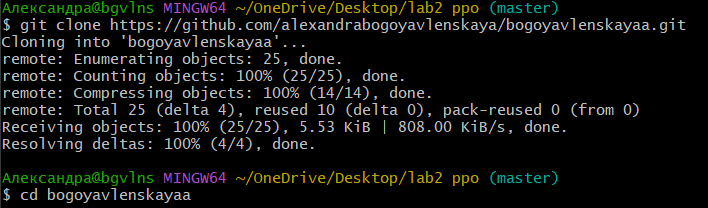 Александра@bgvlns MINGW64 ~/OneDrive/Desktop/lab2 ppo (master)
$ git clone https://github.com/alexandrabogoyavlenskaya/bogoyavlenskayaa.git
Cloning into 'bogoyavlenskayaa'...
remote: Enumerating objects: 25, done.
remote: Counting objects: 100% (25/25), done.
remote: Compressing objects: 100% (14/14), done.
remote: Total 25 (delta 4), reused 10 (delta 0), pack-reused 0 (from 0)
Receiving objects: 100% (25/25), 5.53 KiB | 808.00 KiB/s, done.
Resolving deltas: 100% (4/4), done.
Александра@bgvlns MINGW64 ~/OneDrive/Desktop/lab2 ppo (master)
$ cd bogoyavlenskayaa